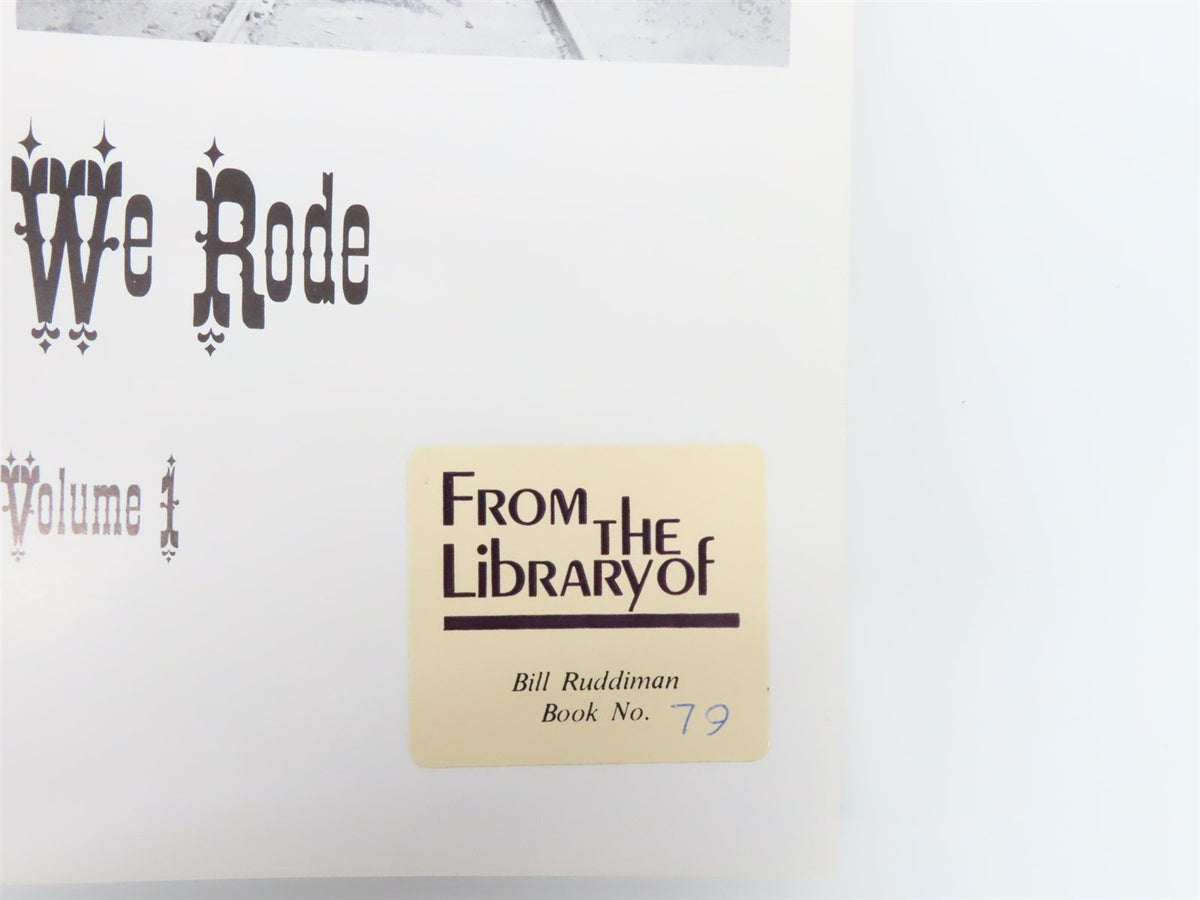 We Rode
Volume 1
FROM THE
LibRARY of
Bill Ruddiman
Book No. 79